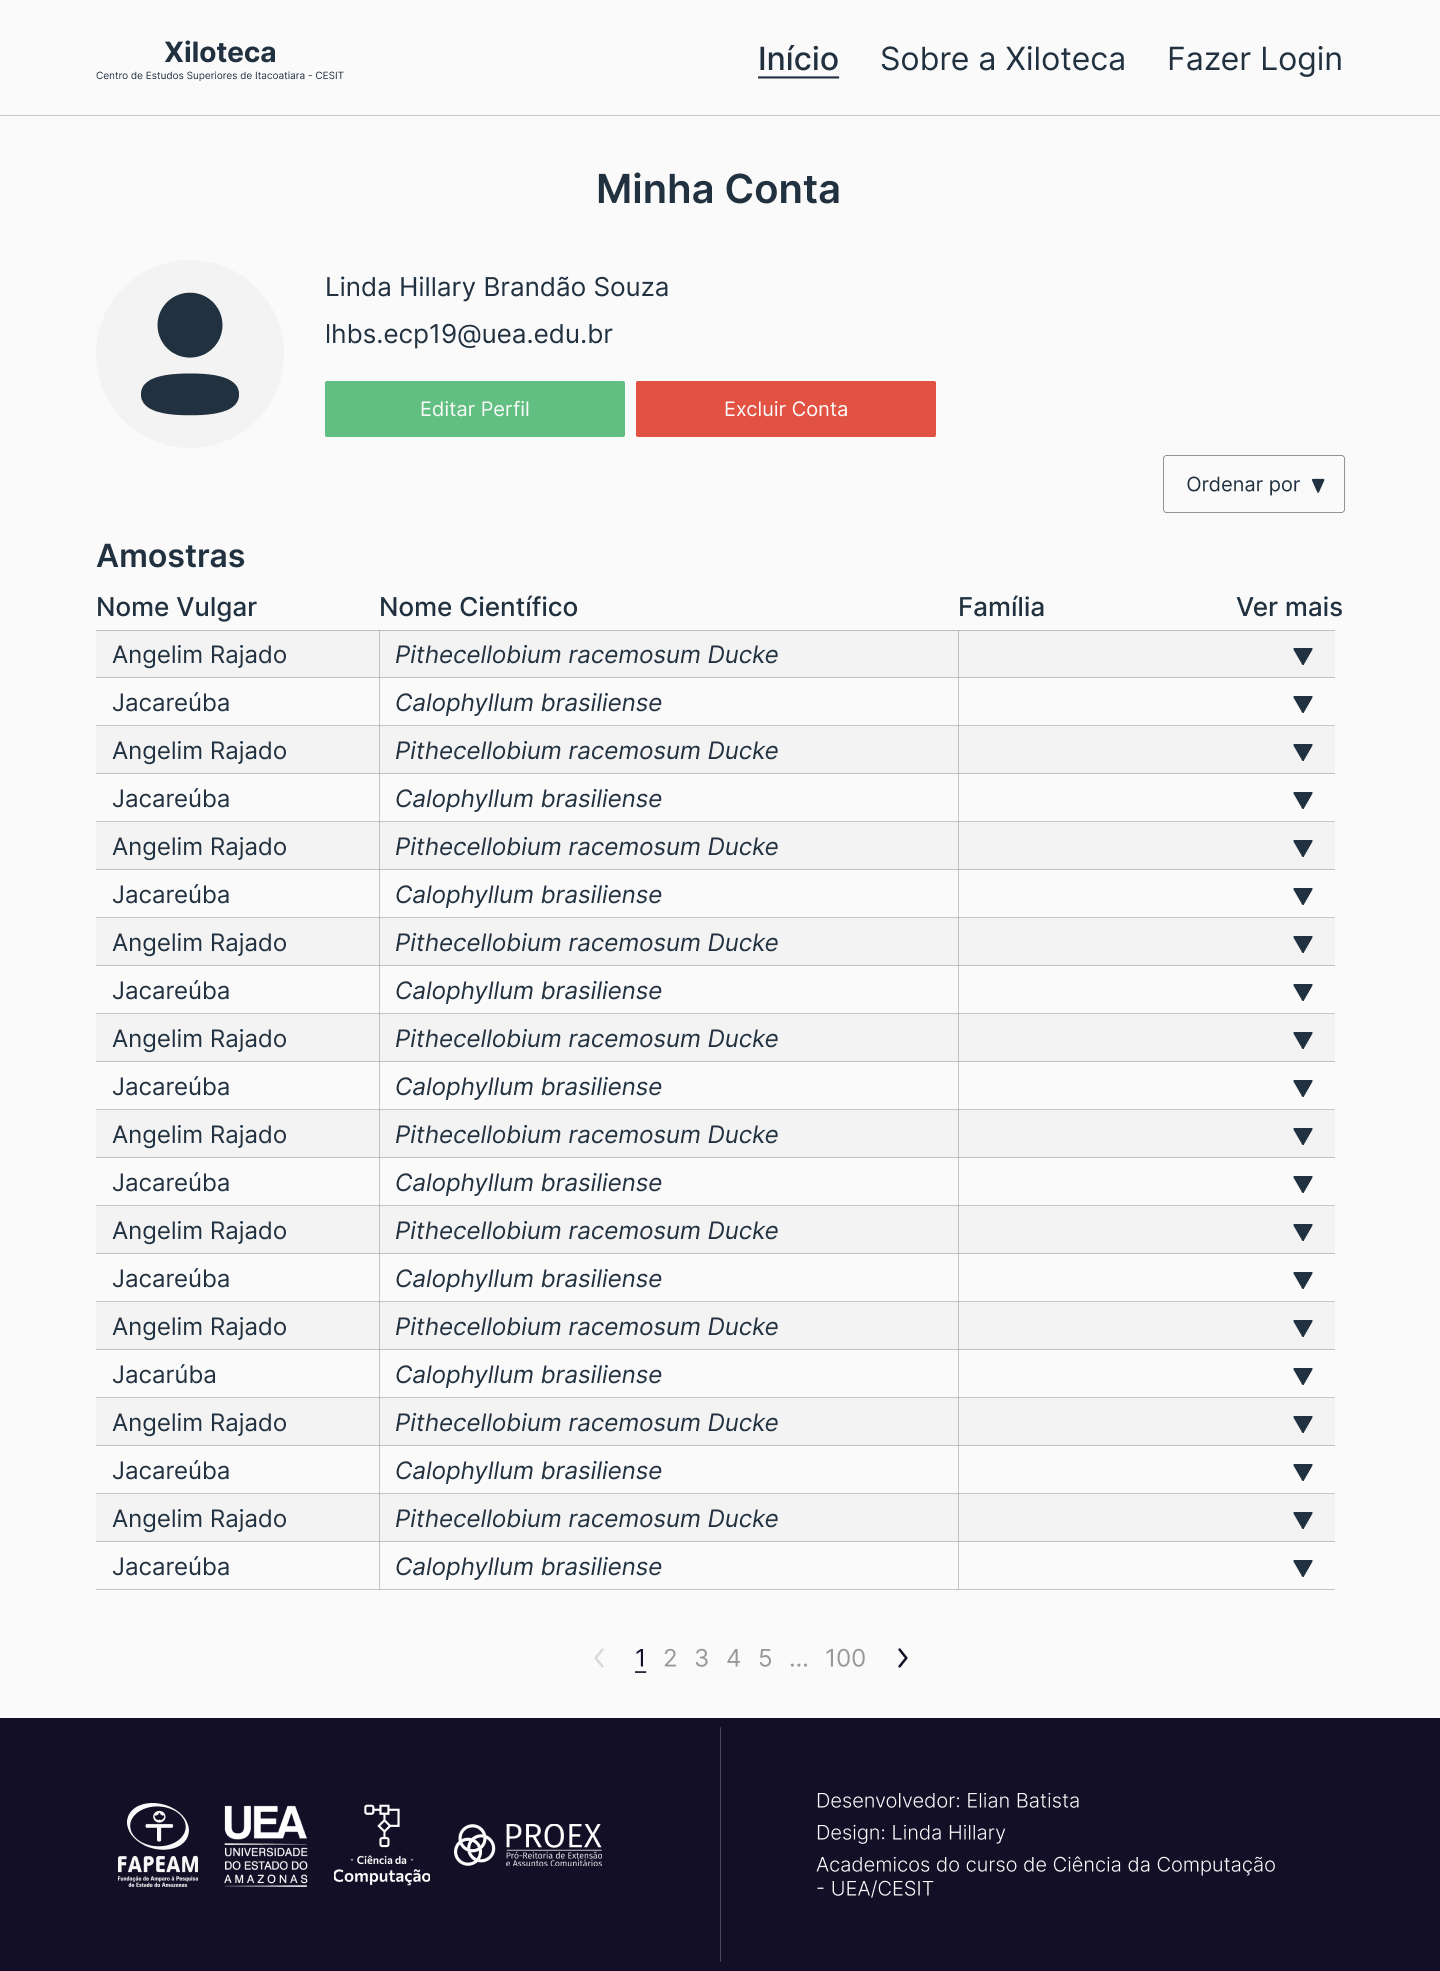 Xiloteca
Centro de Estudos Superiores de Itacoatiara - CESIT
Início Sobre a Xiloteca Fazer Login
Minha Conta
Linda Hillary Brandão Souza
lhbs.ecp19@uea.edu.br
Editar Perfil Excluir Conta
Ordenar por ▼
Amostras
Nome Vulgar Nome Científico Família Ver mais
Angelim Rajado Pithecellobium racemosum Ducke ▼
Jacareúba Calophyllum brasiliense ▼
Angelim Rajado Pithecellobium racemosum Ducke ▼
Jacareúba Calophyllum brasiliense ▼
Angelim Rajado Pithecellobium racemosum Ducke ▼
Jacareúba Calophyllum brasiliense ▼
Angelim Rajado Pithecellobium racemosum Ducke ▼
Jacareúba Calophyllum brasiliense ▼
Angelim Rajado Pithecellobium racemosum Ducke ▼
Jacareúba Calophyllum brasiliense ▼
Angelim Rajado Pithecellobium racemosum Ducke ▼
Jacareúba Calophyllum brasiliense ▼
Angelim Rajado Pithecellobium racemosum Ducke ▼
Jacareúba Calophyllum brasiliense ▼
Angelim Rajado Pithecellobium racemosum Ducke ▼
Jacarúba Calophyllum brasiliense ▼
Angelim Rajado Pithecellobium racemosum Ducke ▼
Jacareúba Calophyllum brasiliense ▼
Angelim Rajado Pithecellobium racemosum Ducke ▼
Jacareúba Calophyllum brasiliense ▼
1 2 3 4 5 ... 100
FAPEAM
Fundação de Amparo à Pesquisa
do Estado do Amazonas
UEA
UNIVERSIDADE
DO ESTADO DO
AMAZONAS
· Ciência da ·
Computação
PROEX
Pró-Reitoria de Extensão
e Assuntos Comunitários
Desenvolvedor: Elian Batista
Design: Linda Hillary
Academicos do curso de Ciência da Computação
- UEA/CESIT